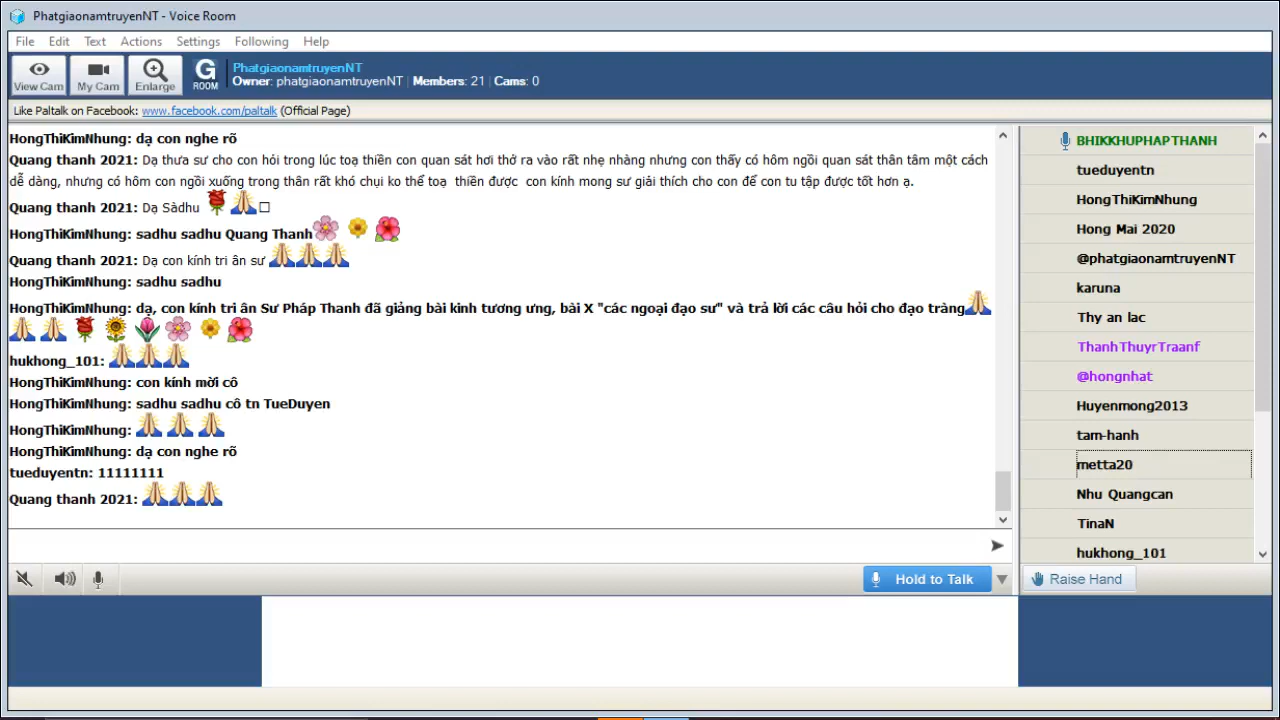 PhatgiaonamtruyenNT - Voice Room
File Edit Text Actions Settings Following Help
View Cam
My Cam
Enlarge
G
ROOM
PhatgiaonamtruyenNT
Owner: phatgiaonamtruyenNT | Members: 21 | Cams: 0
Like Paltalk on Facebook: www.facebook.com/paltalk (Official Page)
HongThiKimNhung: dạ con nghe rõ
Quang thanh 2021: Dạ thưa sư cho con hỏi trong lúc toạ thiền con quan sát hơi thở ra vào rất nhẹ nhàng nhưng con thấy có hôm ngồi quan sát thân tâm một cách
dễ dàng, nhưng có hôm con ngồi xuống trong thân rất khó chụi ko thể toạ thiền được con kính mong sư giải thích cho con để con tu tập được tốt hơn ạ.
Quang thanh 2021: Dạ Sàdhu
HongThiKimNhung: sadhu sadhu Quang Thanh
Quang thanh 2021: Dạ con kính tri ân sư
HongThiKimNhung: sadhu sadhu
HongThiKimNhung: dạ, con kính tri ân Sư Pháp Thanh đã giảng bài kinh tương ưng, bài X "các ngoại đạo sư" và trả lời các câu hỏi cho đạo tràng
hukhong_101:
HongThiKimNhung: con kính mời cô
HongThiKimNhung: sadhu sadhu cô tn TueDuyen
HongThiKimNhung:
HongThiKimNhung: dạ con nghe rõ
tueduyentn: 11111111
Quang thanh 2021:
Hold to Talk
BHIKKHUPHAPTHANH
tueduyentn
HongThiKimNhung
Hong Mai 2020
@phatgiaonamtruyenNT
karuna
Thy an lac
ThanhThuyrTraanf
@hongnhat
Huyenmong2013
tam-hanh
metta20
Nhu Quangcan
TinaN
hukhong_101
Raise Hand